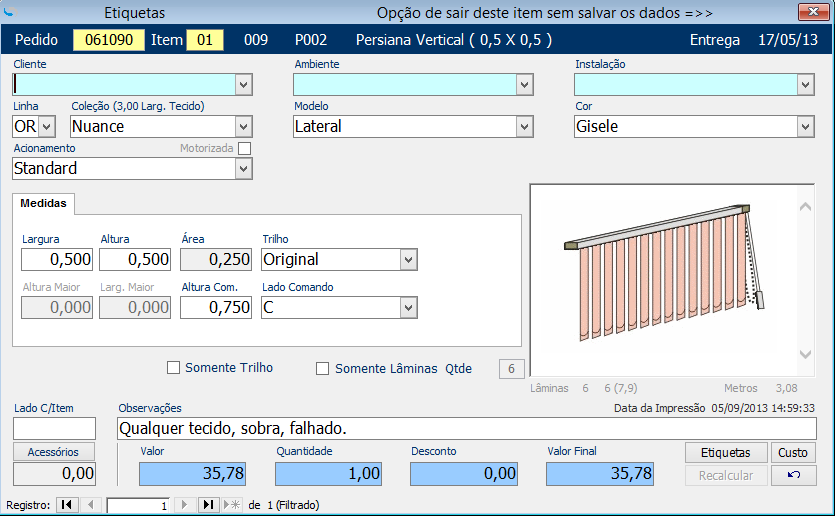 Etiquetas Opção de sair deste item sem salvar os dados =>>
Pedido 061090 Item 01 009 P002 Persiana Vertical ( 0,5 X 0,5 ) Entrega 17/05/13
Cliente Ambiente Instalação
Linha Coleção (3,00 Larg. Tecido) Modelo Cor
OR Nuance Lateral Gisele
Acionamento Motorizada
Standard
Medidas
Largura Altura Área Trilho
0,500 0,500 0,250 Original
Altura Maior Larg. Maior Altura Com. Lado Comando
0,000 0,000 0,750 C
Somente Trilho Somente Lâminas Qtde 6
Lâminas 6 6 (7,9) Metros 3,08
Lado C/Item Observações Data da Impressão 05/09/2013 14:59:33
Qualquer tecido, sobra, falhado.
Acessórios Valor Quantidade Desconto Valor Final Etiquetas Custo
0,00 35,78 1,00 0,00 35,78 Recalcular
Registro: 1 de 1 (Filtrado)